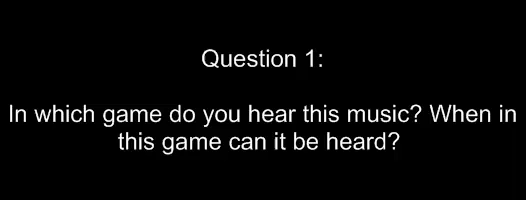 Question 1:
In which game do you hear this music? When in
this game can it be heard?